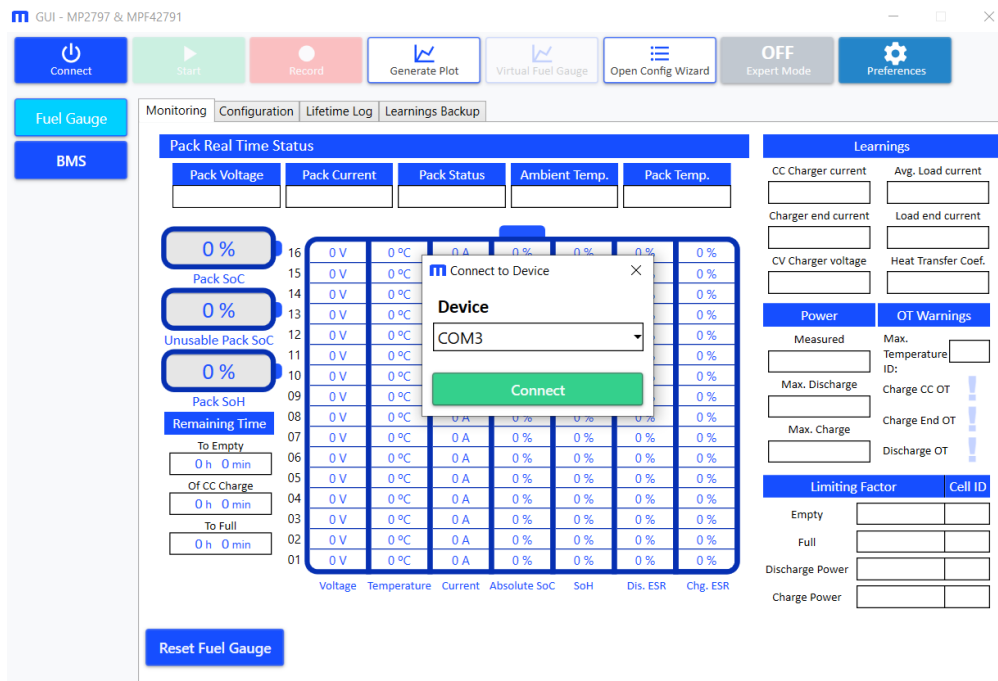 GUI - MP2797 & MPF42791
Connect
Start
Record
Generate Plot
Virtual Fuel Gauge
Open Config Wizard
OFF
Expert Mode
Preferences
Fuel Gauge
BMS
Monitoring Configuration Lifetime Log Learnings Backup
Pack Real Time Status
Pack Voltage Pack Current Pack Status Ambient Temp. Pack Temp.
0 %
Pack SoC
0 %
Unusable Pack SoC
0 %
Pack SoH
Remaining Time
To Empty
0 h 0 min
Of CC Charge
0 h 0 min
To Full
0 h 0 min
16 0 V 0 ºC 0 A 0 % 0 % 0 % 0 %
15 0 V 0 ºC 0 %
14 0 V 0 ºC 0 %
13 0 V 0 ºC 0 %
12 0 V 0 ºC 0 %
11 0 V 0 ºC 0 %
10 0 V 0 ºC 0 %
09 0 V 0 ºC 0 %
08 0 V 0 ºC 0 A 0 % 0 % 0 % 0 %
07 0 V 0 ºC 0 A 0 % 0 % 0 % 0 %
06 0 V 0 ºC 0 A 0 % 0 % 0 % 0 %
05 0 V 0 ºC 0 A 0 % 0 % 0 % 0 %
04 0 V 0 ºC 0 A 0 % 0 % 0 % 0 %
03 0 V 0 ºC 0 A 0 % 0 % 0 % 0 %
02 0 V 0 ºC 0 A 0 % 0 % 0 % 0 %
01 0 V 0 ºC 0 A 0 % 0 % 0 % 0 %
Voltage Temperature Current Absolute SoC SoH Dis. ESR Chg. ESR
Connect to Device
Device
COM3
Connect
Learnings
CC Charger current Avg. Load current
Charger end current Load end current
CV Charger voltage Heat Transfer Coef.
Power
Measured
Max. Discharge
Max. Charge
OT Warnings
Max.
Temperature
ID:
Charge CC OT
Charge End OT
Discharge OT
Limiting Factor Cell ID
Empty
Full
Discharge Power
Charge Power
Reset Fuel Gauge